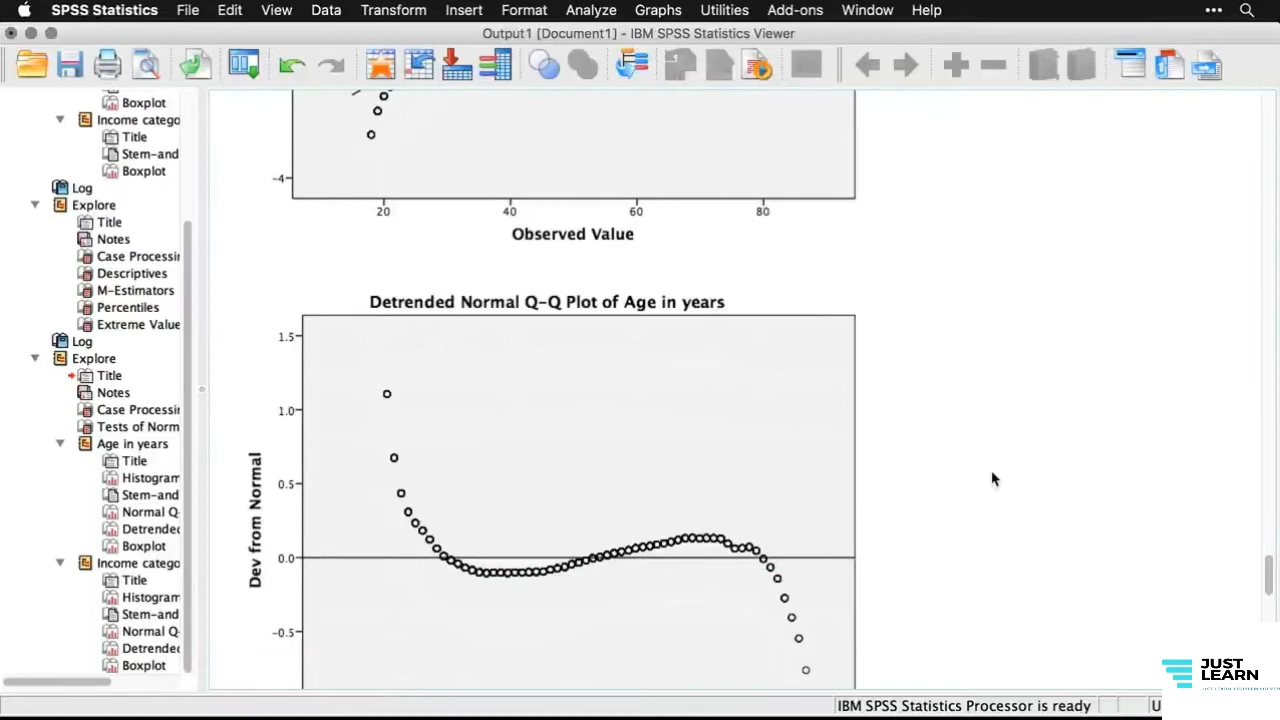 SPSS Statistics File Edit View Data Transform Insert Format Analyze Graphs Utilities Add-ons Window Help
Output1 [Document1] - IBM SPSS Statistics Viewer
Boxplot
Income catego
Title
Stem-and
Boxplot
Log
Explore
Title
Notes
Case Processin
Descriptives
M-Estimators
Percentiles
Extreme Value
Log
Explore
Title
Notes
Case Processin
Tests of Norm
Age in years
Title
Histogram
Stem-and
Normal Q
Detrended
Boxplot
Income catego
Title
Histogram
Stem-and
Normal Q
Detrended
Boxplot
-4
20 40 60 80
Observed Value
Detrended Normal Q-Q Plot of Age in years
1.5
1.0
0.5
0.0
-0.5
Dev from Normal
JUST
LEARN
IBM SPSS Statistics Processor is ready
U